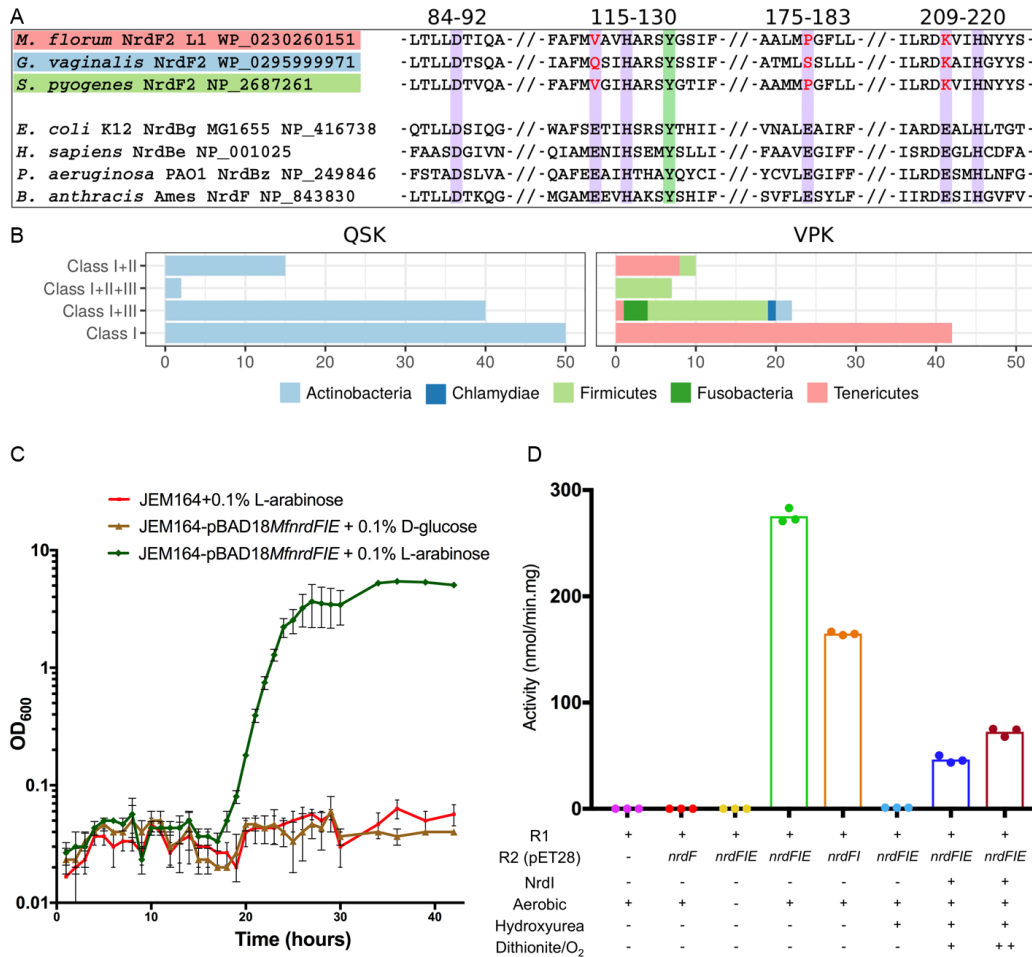 A
84-92 115-130 175-183 209-220
M. florum NrdF2 L1 WP_0230260151 -LTLLDTIQA-//-FAFMVAVHARSYGSIF-//-AALMPGFLL-//-ILRDKVIHNYYS-
G. vaginalis NrdF2 WP_0295999971 -LTLLDTSQA-//-IAFMQSIHARSYSSIF-//-ATMLSSLLL-//-ILRDKAIHGYYS-
S. pyogenes NrdF2 NP_2687261 -LTLLDTVQA-//-FAFMVGIHARSYGTIF-//-AAMMPGFLL-//-ILRDKVIHNYYS-
E. coli K12 NrdBg MG1655 NP_416738 -QTLLDSIQG-//-WAFSETIHSRSYTHII-//-VNALEAIRF-//-IARDEALHLTGT-
H. sapiens NrdBe NP_001025 -FAASDGIVN-//-QIAMENIHSEMYSLLI-//-FAAVEGIFF-//-ISRDEGLHCDFA-
P. aeruginosa PAO1 NrdBz NP_249846 -FSTADSLVA-//-QAFEEAIHTHAYQYCI-//-YCVLEGIFF-//-IQRDESMHLNFG-
B. anthracis Ames NrdF NP_843830 -LTLLDTKQG-//-MGAMEEVHAKSYSHIF-//-VSFLESYLF-//-IIRDESIHGVFV-
B
QSK VPK
Class I+II
Class I+II+III
Class I+III
Class I
0 10 20 30 40 50 0 10 20 30 40 50
Actinobacteria Chlamydiae Firmicutes Fusobacteria Tenericutes
C
JEM164+0.1% L-arabinose
JEM164-pBAD18MfnrdFIE + 0.1% D-glucose
JEM164-pBAD18MfnrdFIE + 0.1% L-arabinose
10
1
0.1
0.01
OD600
0 10 20 30 40
Time (hours)
D
300
200
100
0
Activity (nmol/min.mg)
R1 + + + + + + + +
R2 (pET28) - nrdF nrdFIE nrdFIE nrdFI nrdFIE nrdFIE nrdFIE
NrdI - - - - - - + +
Aerobic + + - + + + + +
Hydroxyurea - - - - - + + +
Dithionite/O2 - - - - - - + ++